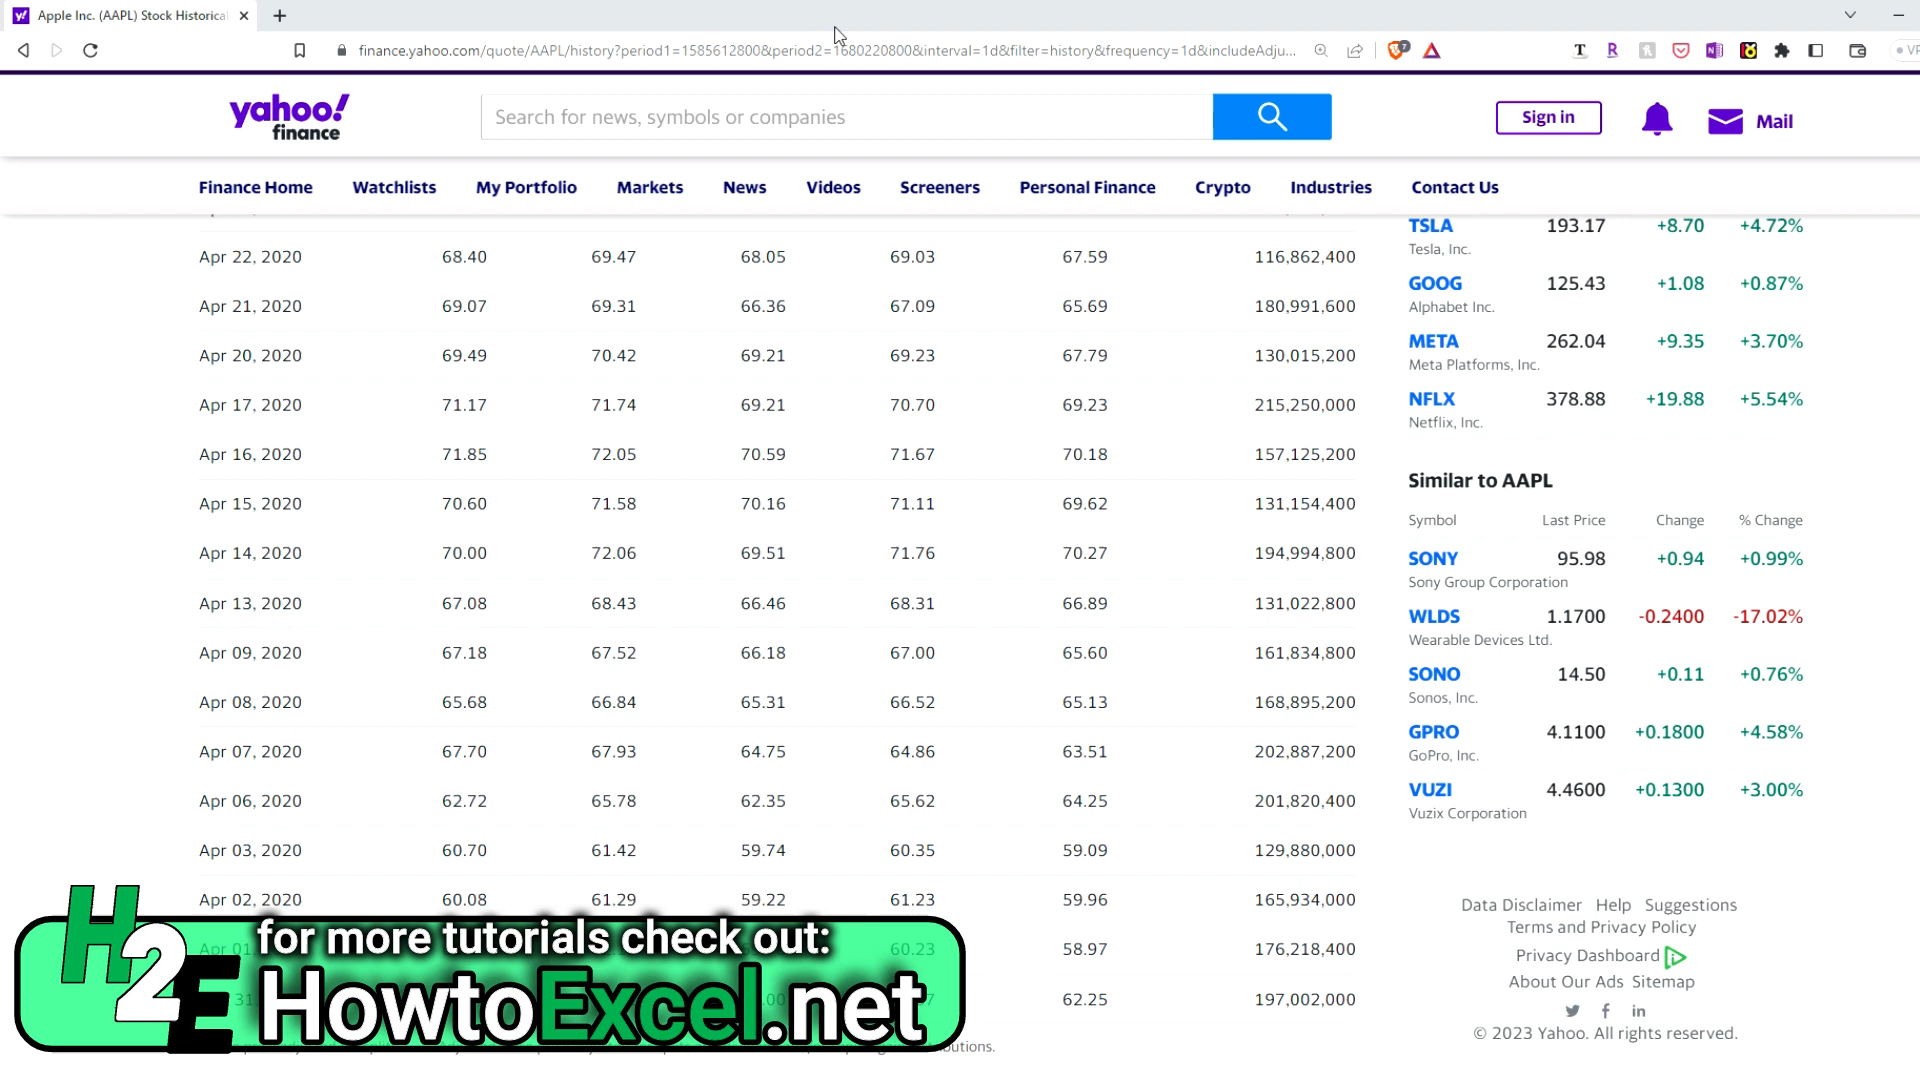 Apple Inc. (AAPL) Stock Historica
finance.yahoo.com/quote/AAPL/history?period1=1585612800&period2=1680220800&interval=1d&filter=history&frequency=1d&includeAdju...
yahoo!
finance
Search for news, symbols or companies
Sign in
Mail
Finance Home Watchlists My Portfolio Markets News Videos Screeners Personal Finance Crypto Industries Contact Us
Apr 22, 2020 68.40 69.47 68.05 69.03 67.59 116,862,400
Apr 21, 2020 69.07 69.31 66.36 67.09 65.69 180,991,600
Apr 20, 2020 69.49 70.42 69.21 69.23 67.79 130,015,200
Apr 17, 2020 71.17 71.74 69.21 70.70 69.23 215,250,000
Apr 16, 2020 71.85 72.05 70.59 71.67 70.18 157,125,200
Apr 15, 2020 70.60 71.58 70.16 71.11 69.62 131,154,400
Apr 14, 2020 70.00 72.06 69.51 71.76 70.27 194,994,800
Apr 13, 2020 67.08 68.43 66.46 68.31 66.89 131,022,800
Apr 09, 2020 67.18 67.52 66.18 67.00 65.60 161,834,800
Apr 08, 2020 65.68 66.84 65.31 66.52 65.13 168,895,200
Apr 07, 2020 67.70 67.93 64.75 64.86 63.51 202,887,200
Apr 06, 2020 62.72 65.78 62.35 65.62 64.25 201,820,400
Apr 03, 2020 60.70 61.42 59.74 60.35 59.09 129,880,000
Apr 02, 2020 60.08 61.29 59.22 61.23 59.96 165,934,000
Apr 01 60.23 58.97 176,218,400
31 62.25 197,002,000
TSLA 193.17 +8.70 +4.72%
Tesla, Inc.
GOOG 125.43 +1.08 +0.87%
Alphabet Inc.
META 262.04 +9.35 +3.70%
Meta Platforms, Inc.
NFLX 378.88 +19.88 +5.54%
Netflix, Inc.
Similar to AAPL
Symbol Last Price Change % Change
SONY 95.98 +0.94 +0.99%
Sony Group Corporation
WLDS 1.1700 -0.2400 -17.02%
Wearable Devices Ltd.
SONO 14.50 +0.11 +0.76%
Sonos, Inc.
GPRO 4.1100 +0.1800 +4.58%
GoPro, Inc.
VUZI 4.4600 +0.1300 +3.00%
Vuzix Corporation
Data Disclaimer Help Suggestions
Terms and Privacy Policy
Privacy Dashboard
About Our Ads Sitemap
© 2023 Yahoo. All rights reserved.
H2E
for more tutorials check out:
HowtoExcel.net